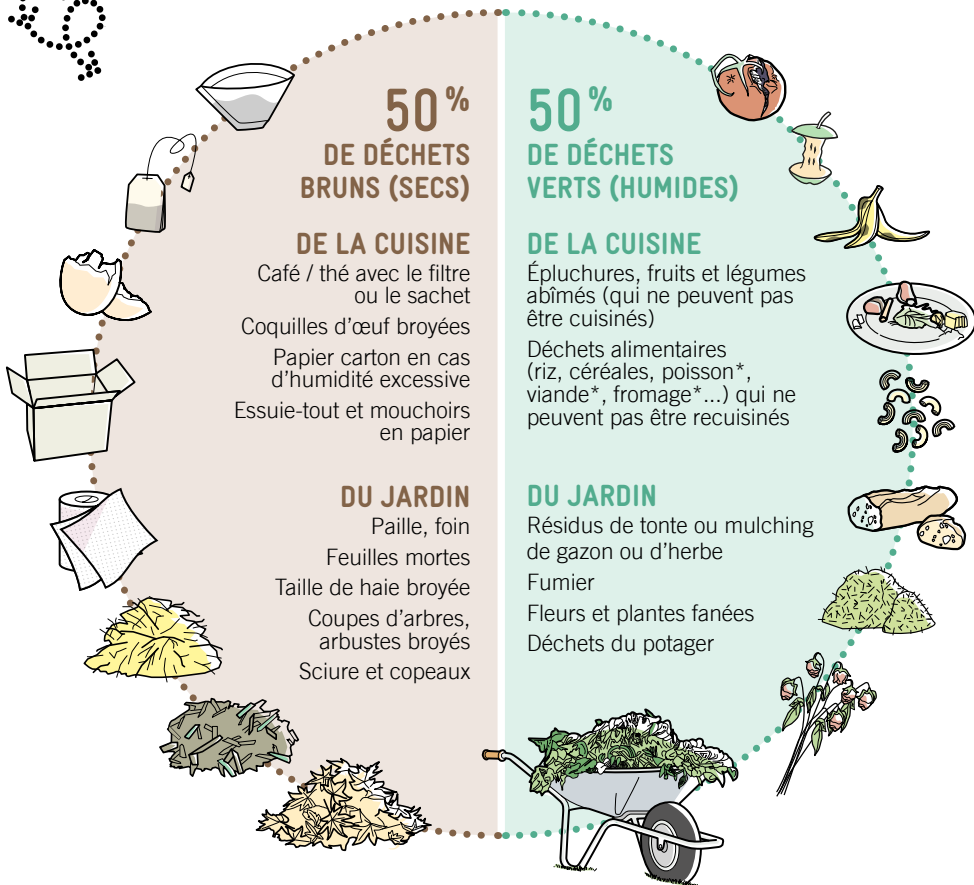 50 %
DE DÉCHETS
BRUNS (SECS)
DE LA CUISINE
Café / thé avec le filtre
ou le sachet
Coquilles d’œuf broyées
Papier carton en cas
d’humidité excessive
Essuie-tout et mouchoirs
en papier
DU JARDIN
Paille, foin
Feuilles mortes
Taille de haie broyée
Coupes d’arbres,
arbustes broyés
Sciure et copeaux
50 %
DE DÉCHETS
VERTS (HUMIDES)
DE LA CUISINE
Épluchures, fruits et légumes
abîmés (qui ne peuvent pas
être cuisinés)
Déchets alimentaires
(riz, céréales, poisson*,
viande*, fromage*...) qui ne
peuvent pas être recuisinés
DU JARDIN
Résidus de tonte ou mulching
de gazon ou d’herbe
Fumier
Fleurs et plantes fanées
Déchets du potager